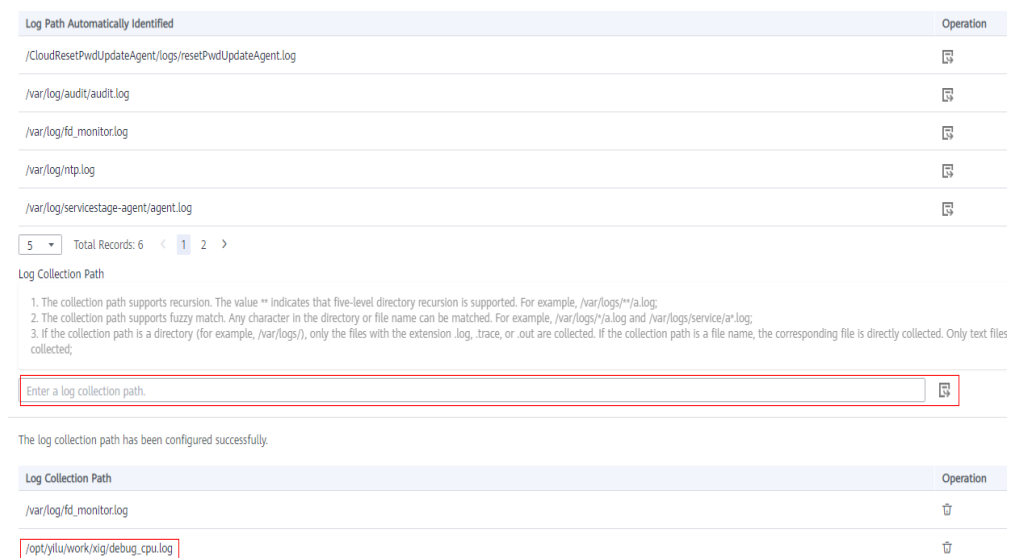 Log Path Automatically Identified Operation
/CloudResetPwdUpdateAgent/logs/resetPwdUpdateAgent.log
/var/log/audit/audit.log
/var/log/fd_monitor.log
/var/log/ntp.log
/var/log/servicestage-agent/agent.log
5 Total Records: 6 < 1 2 >
Log Collection Path
1. The collection path supports recursion. The value ** indicates that five-level directory recursion is supported. For example, /var/logs/**/a.log;
2. The collection path supports fuzzy match. Any character in the directory or file name can be matched. For example, /var/logs/*/a.log and /var/logs/service/a*.log;
3. If the collection path is a directory (for example, /var/logs/), only the files with the extension .log, .trace, or .out are collected. If the collection path is a file name, the corresponding file is directly collected. Only text files
collected;
Enter a log collection path.
The log collection path has been configured successfully.
Log Collection Path Operation
/var/log/fd_monitor.log
/opt/yilu/work/xig/debug_cpu.log